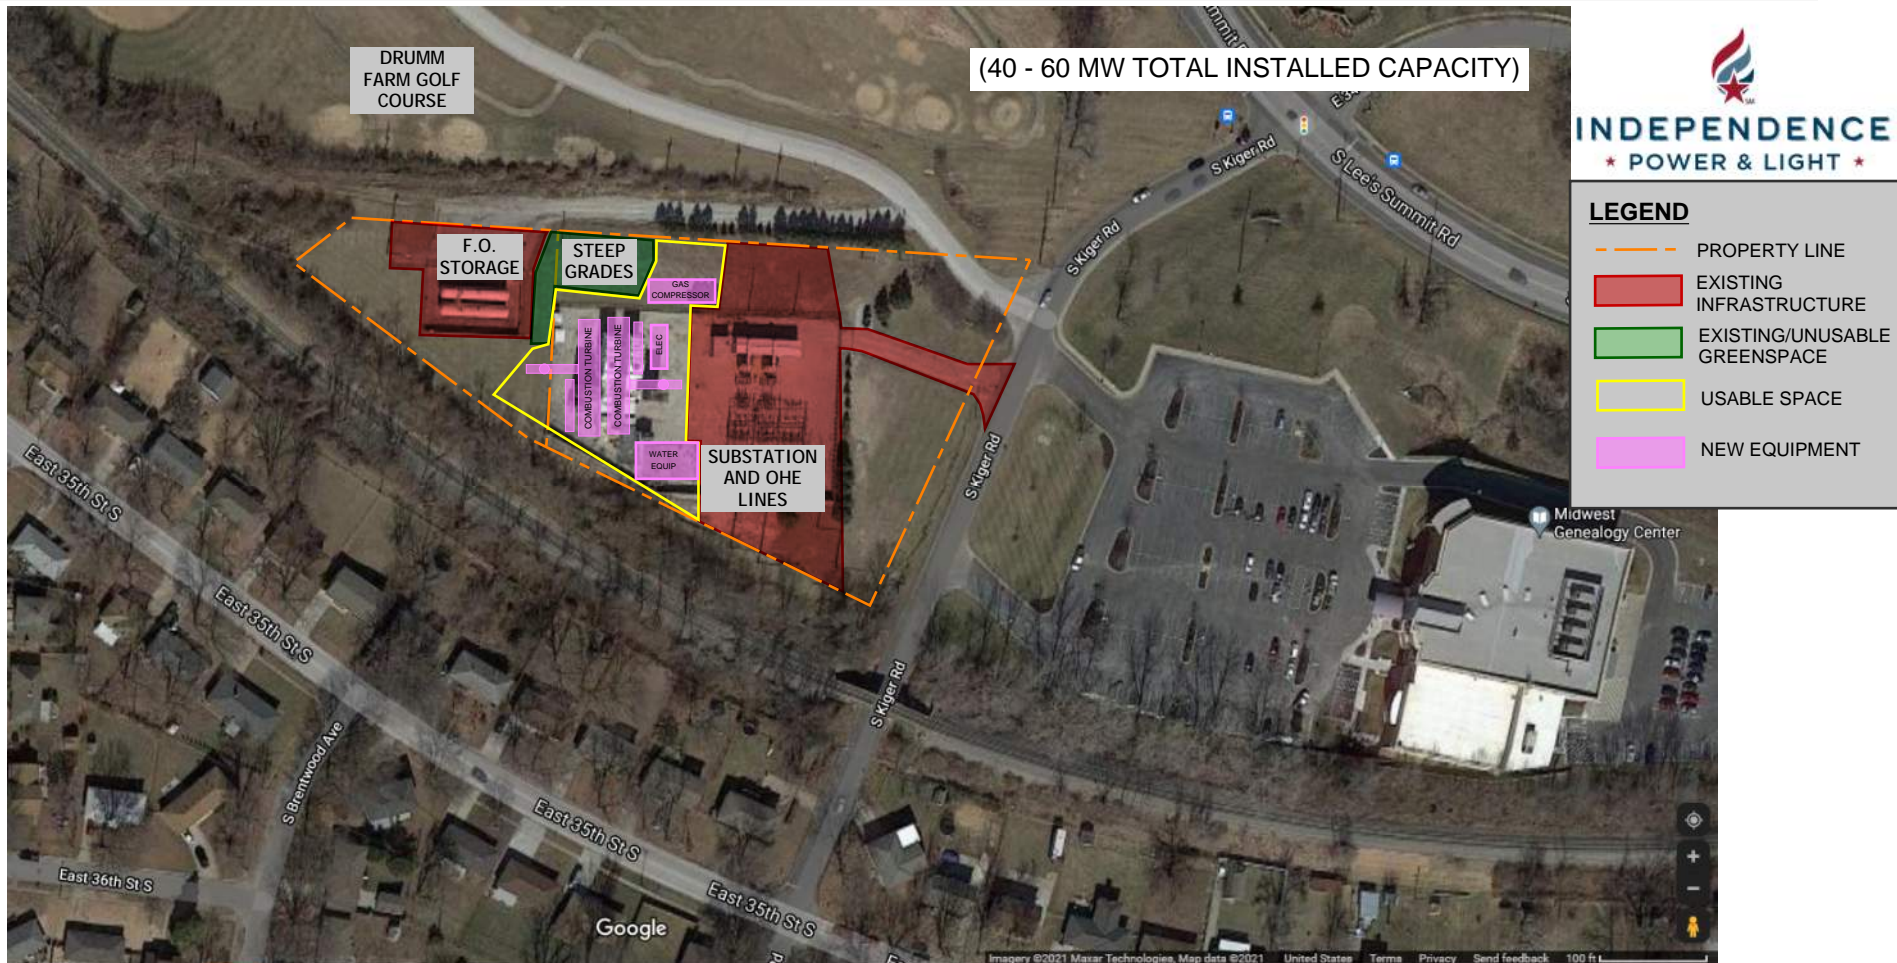 DRUMM
FARM GOLF
COURSE
(40 - 60 MW TOTAL INSTALLED CAPACITY)
INDEPENDENCE
POWER & LIGHT
SM
LEGEND
PROPERTY LINE
EXISTING
INFRASTRUCTURE
EXISTING/UNUSABLE
GREENSPACE
USABLE SPACE
NEW EQUIPMENT
S Kiger Rd
S Lee's Summit Rd
S Kiger Rd
F.O.
STORAGE
STEEP
GRADES
GAS
COMPRESSOR
COMBUSTION TURBINE
COMBUSTION TURBINE
ELEC
WATER
EQUIP
SUBSTATION
AND OHE
LINES
S Kiger Rd
Midwest
Genealogy Center
East 35th St S
East 35th St S
S Kiger Rd
S Brentwood Ave
East 35th St S
East 36th St S
East 35th St S
Google
Imagery ©2021 Maxar Technologies, Map data ©2021 United States Terms Privacy Send feedback 100 ft